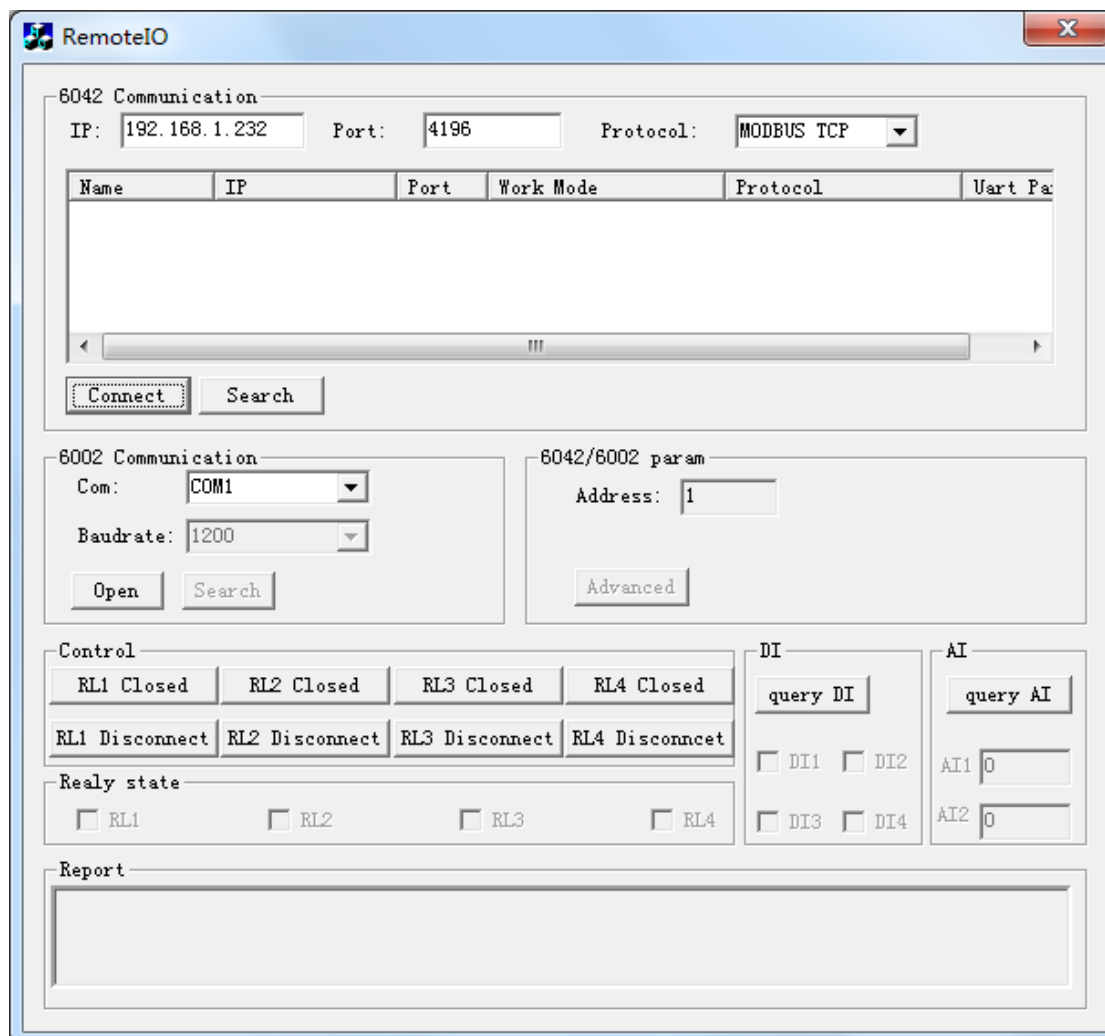 RemoteIO
6042 Communication
IP: 192.168.1.232 Port: 4196 Protocol: MODBUS TCP
Name IP Port Work Mode Protocol Uart Pa
Connect Search
6002 Communication
Com: COM1
Baudrate: 1200
Open Search
6042/6002 param
Address: 1
Advanced
Control
RL1 Closed RL2 Closed RL3 Closed RL4 Closed
RL1 Disconnect RL2 Disconnect RL3 Disconnect RL4 Disconncet
Realy state
RL1 RL2 RL3 RL4
DI
query DI
DI1 DI2
DI3 DI4
AI
query AI
AI1 0
AI2 0
Report